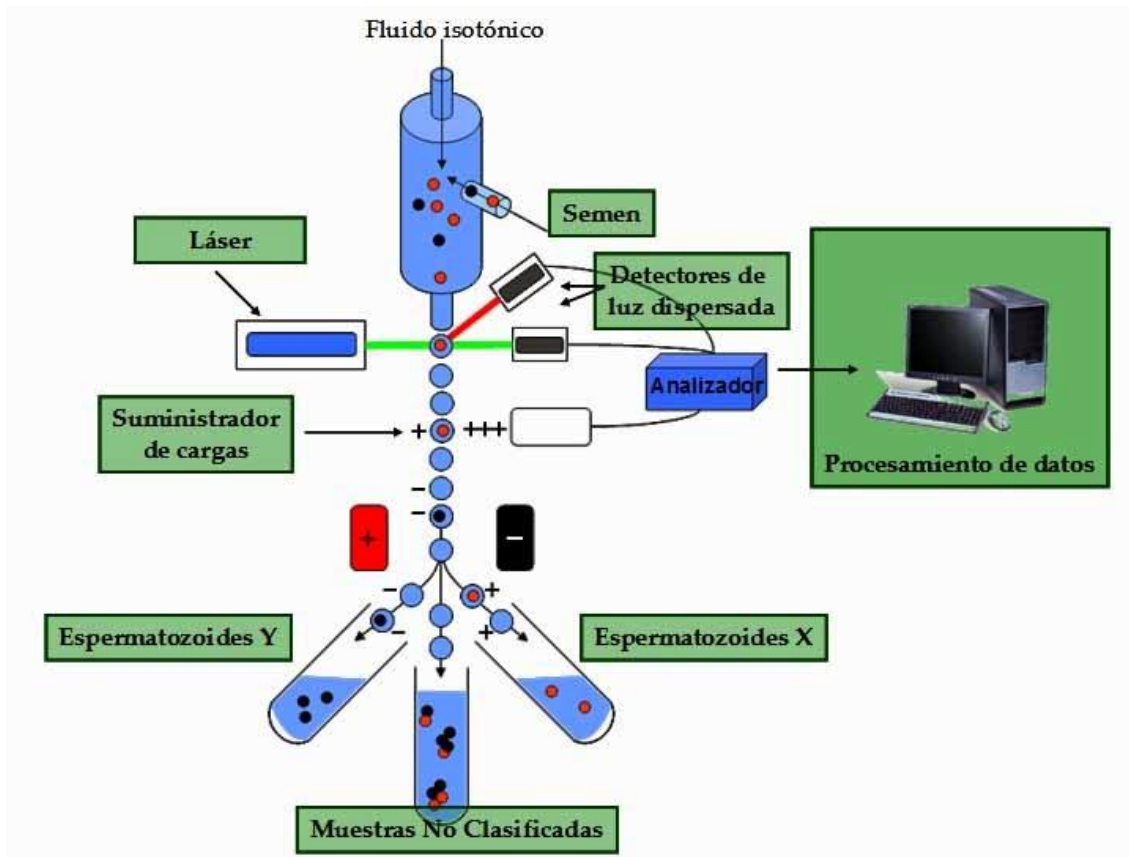 Fluido isotónico
Semen
Láser
Detectores de
luz dispersada
Analizador
Suministrador
de cargas
+
+++
Procesamiento de datos
−
−
+
−
−
+
−
+
Espermatozoides Y
Espermatozoides X
Muestras No Clasificadas